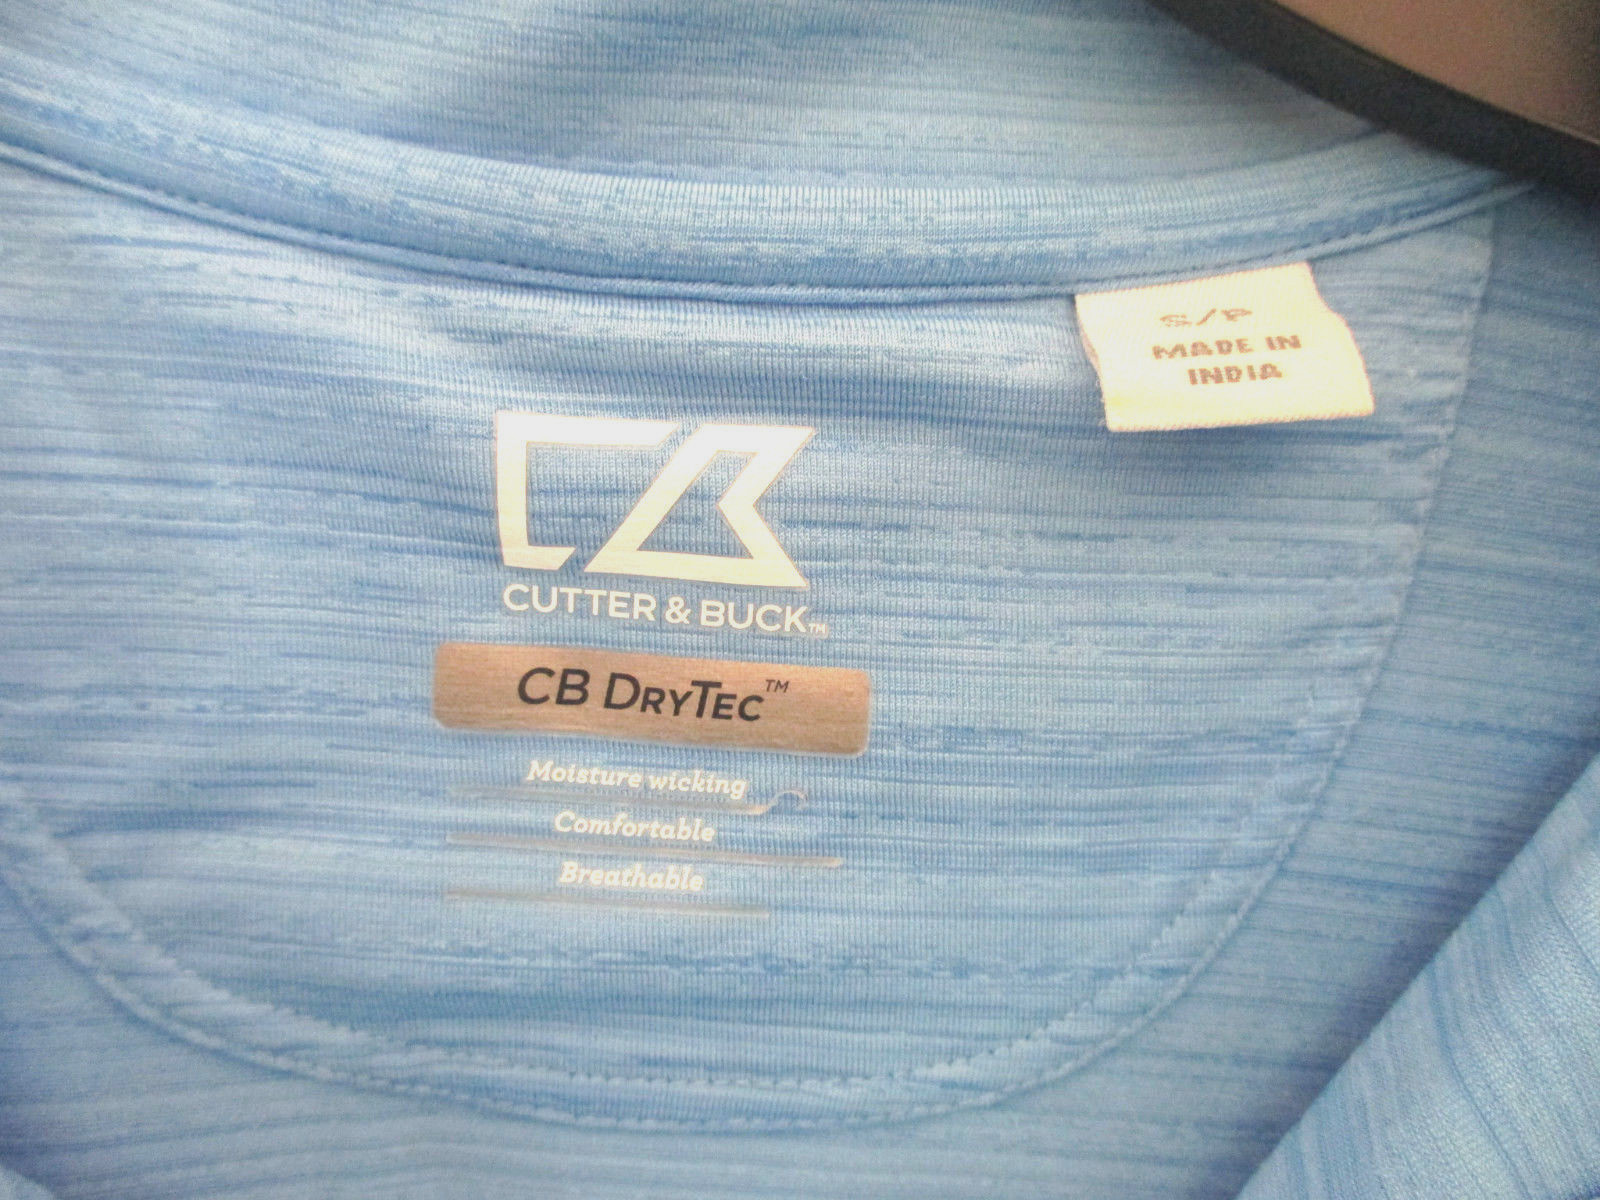 S/P
MADE IN
INDIA
CUTTER & BUCK™
CB DRYTEC™
Moisture wicking
Comfortable
Breathable